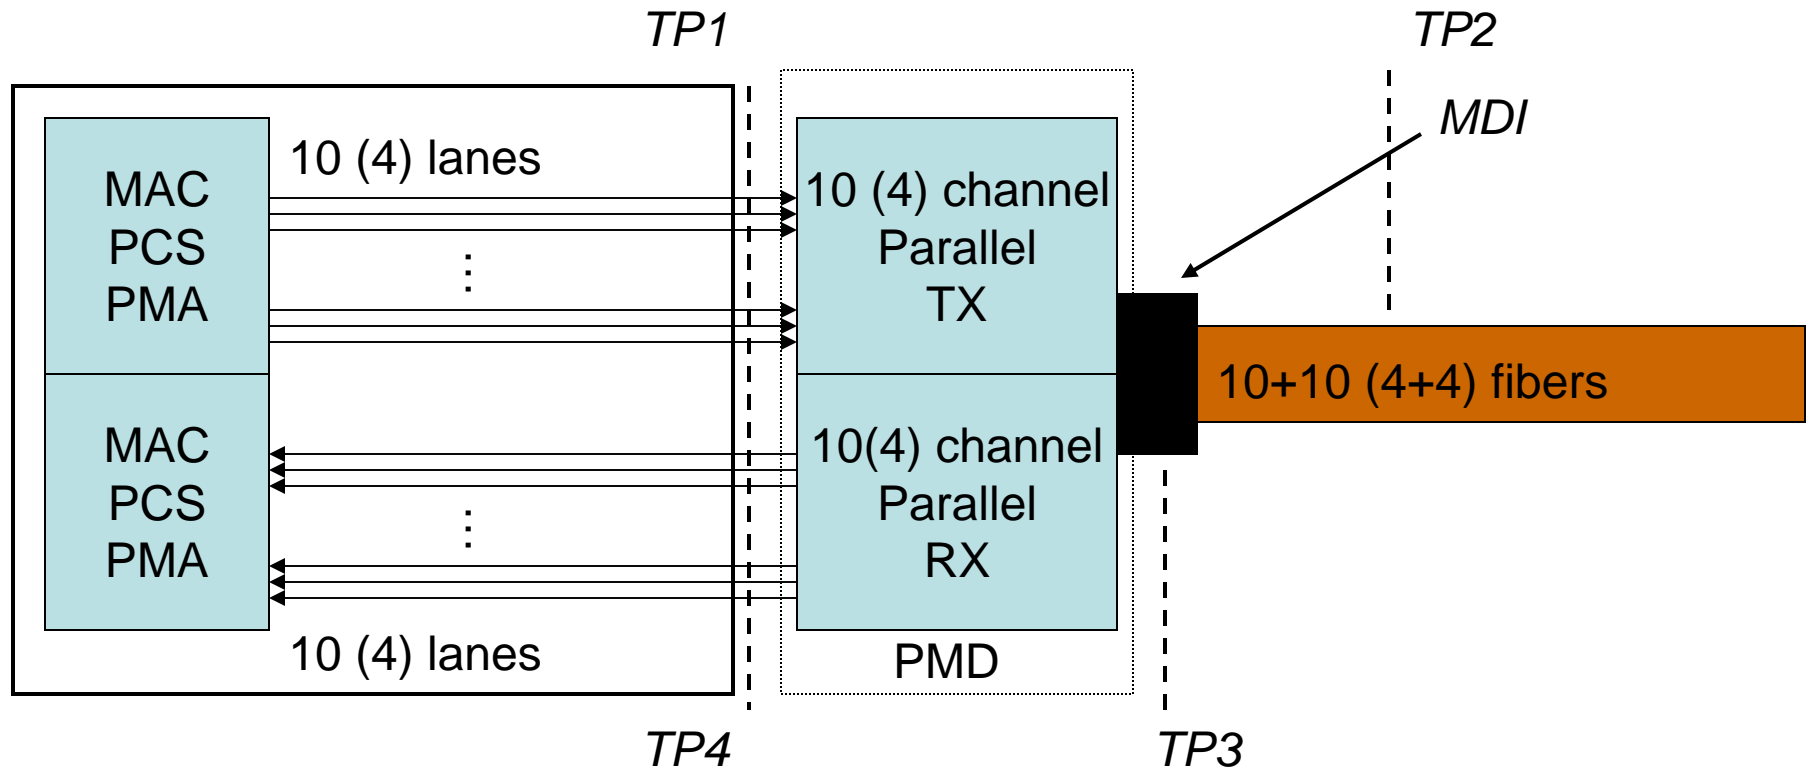 TP1
TP2
MDI
10 (4) lanes
MAC
PCS
PMA
10 (4) channel
Parallel
TX
10+10 (4+4) fibers
MAC
PCS
PMA
10(4) channel
Parallel
RX
10 (4) lanes
PMD
TP4
TP3